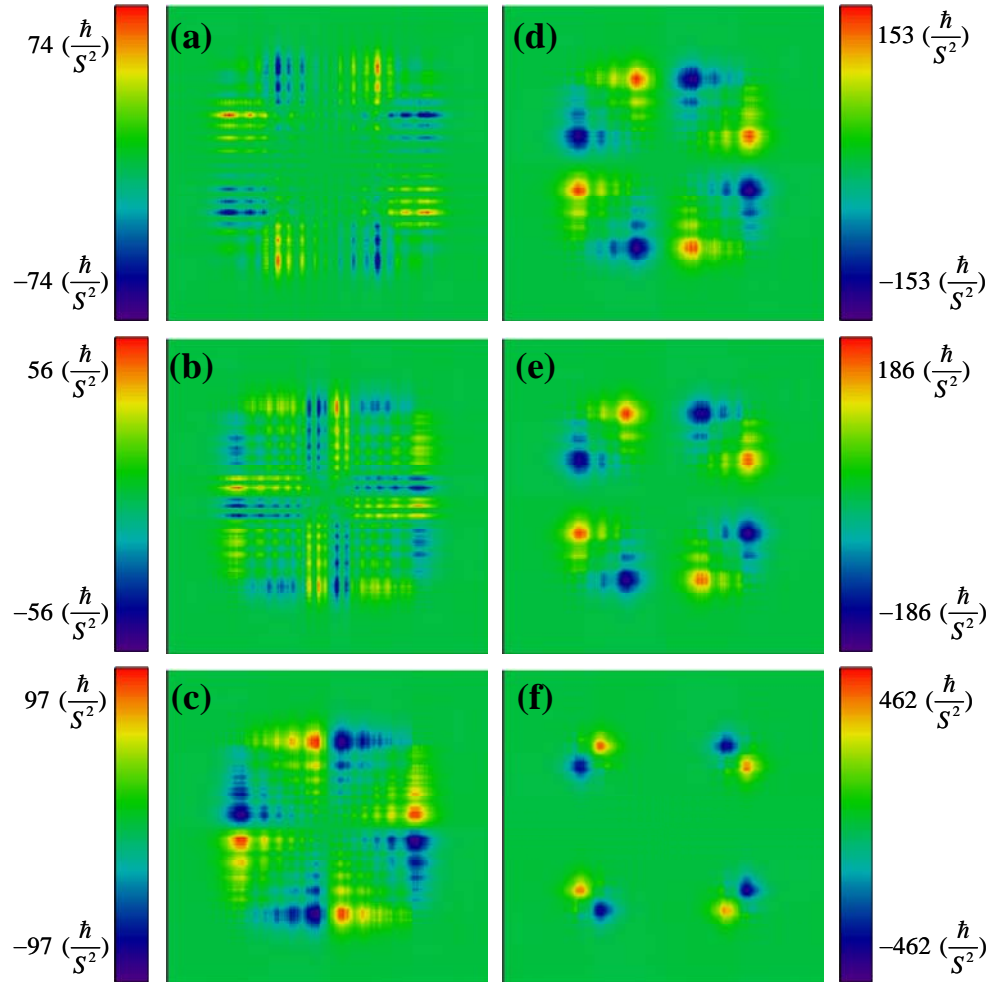 74 (ħ/S²)
(a)
–74 (ħ/S²)
(d)
153 (ħ/S²)
–153 (ħ/S²)
56 (ħ/S²)
(b)
–56 (ħ/S²)
(e)
186 (ħ/S²)
–186 (ħ/S²)
97 (ħ/S²)
(c)
–97 (ħ/S²)
(f)
462 (ħ/S²)
–462 (ħ/S²)